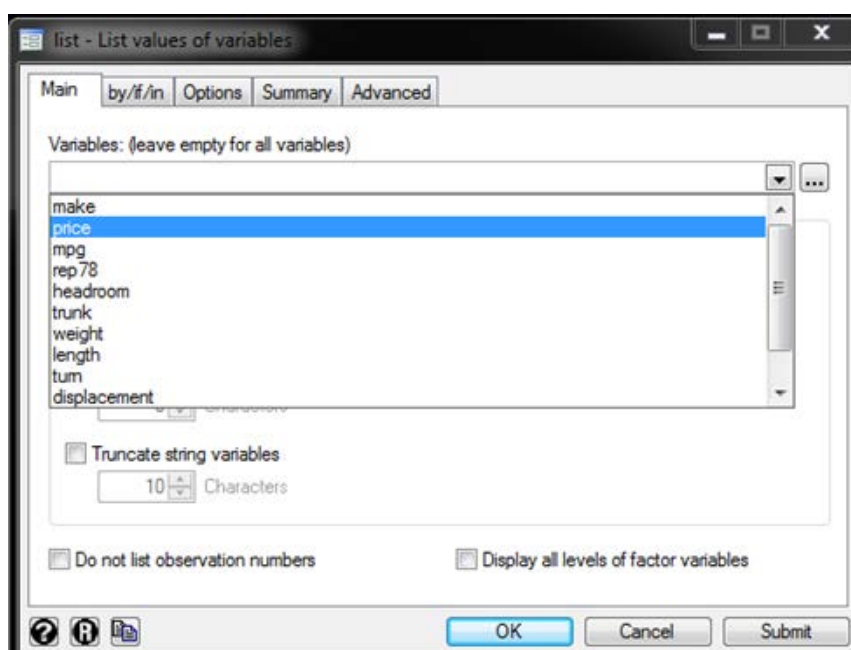 list - List values of variables
Main by/if/in Options Summary Advanced
Variables: (leave empty for all variables)
...
make
price
mpg
rep78
headroom
trunk
weight
length
turn
displacement
Characters
Truncate string variables
10 Characters
Do not list observation numbers Display all levels of factor variables
? R OK Cancel Submit